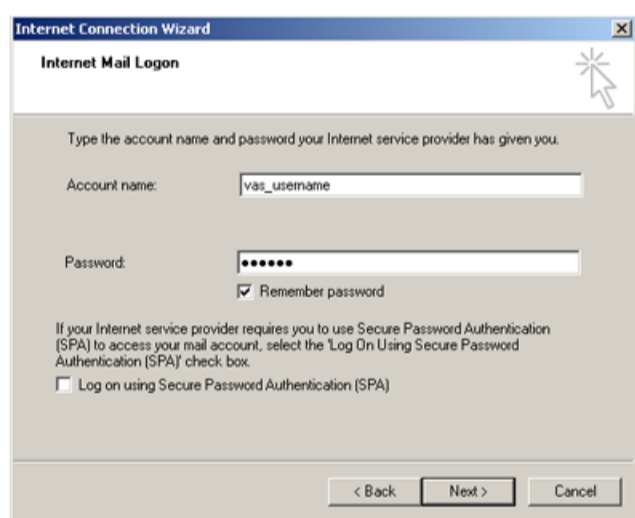 Internet Connection Wizard
Internet Mail Logon
Type the account name and password your Internet service provider has given you.
Account name:
vas_username
Password:
••••••
Remember password
If your Internet service provider requires you to use Secure Password Authentication
(SPA) to access your mail account, select the 'Log On Using Secure Password
Authentication (SPA)' check box.
Log on using Secure Password Authentication (SPA)
< Back
Next >
Cancel